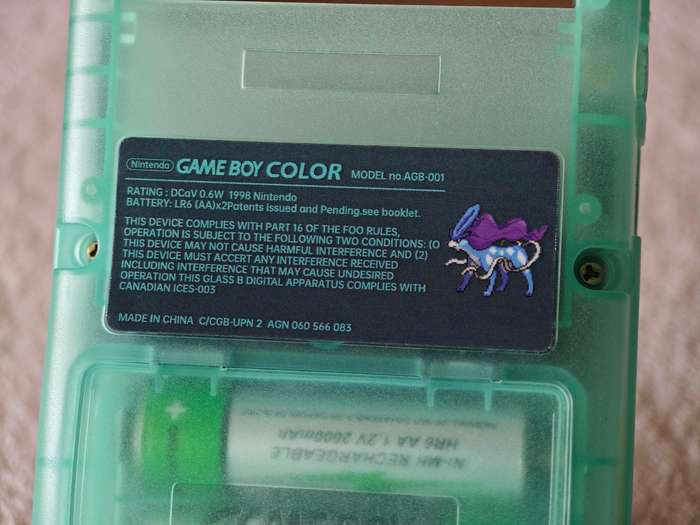 Nintendo GAME BOY COLOR MODEL no.AGB-001
RATING : DCaV 0.6W 1998 Nintendo
BATTERY: LR6 (AA)x2Patents issued and Pending.see booklet.
THIS DEVICE COMPLIES WITH PART 16 OF THE FOO RULES,
OPERATION IS SUBJECT TO THE FOLLOWING TWO CONDITIONS: (O
THIS DEVICE MAY NOT CAUSE HARMFUL INTERFERENCE AND (2)
THIS DEVICE MUST ACCERT ANY INTERFERENCE RECEIVED
INCLUDING INTERFERENCE THAT MAY CAUSE UNDESIRED
OPERATION THIS GLASS B DIGITAL APPARATUS COMPLIES WITH
CANADIAN ICES-003
MADE IN CHINA C/CGB-UPN 2 AGN 060 566 083
HR6 AA 1.2V 2000mAh
Ni-MH RECHARGEABLE